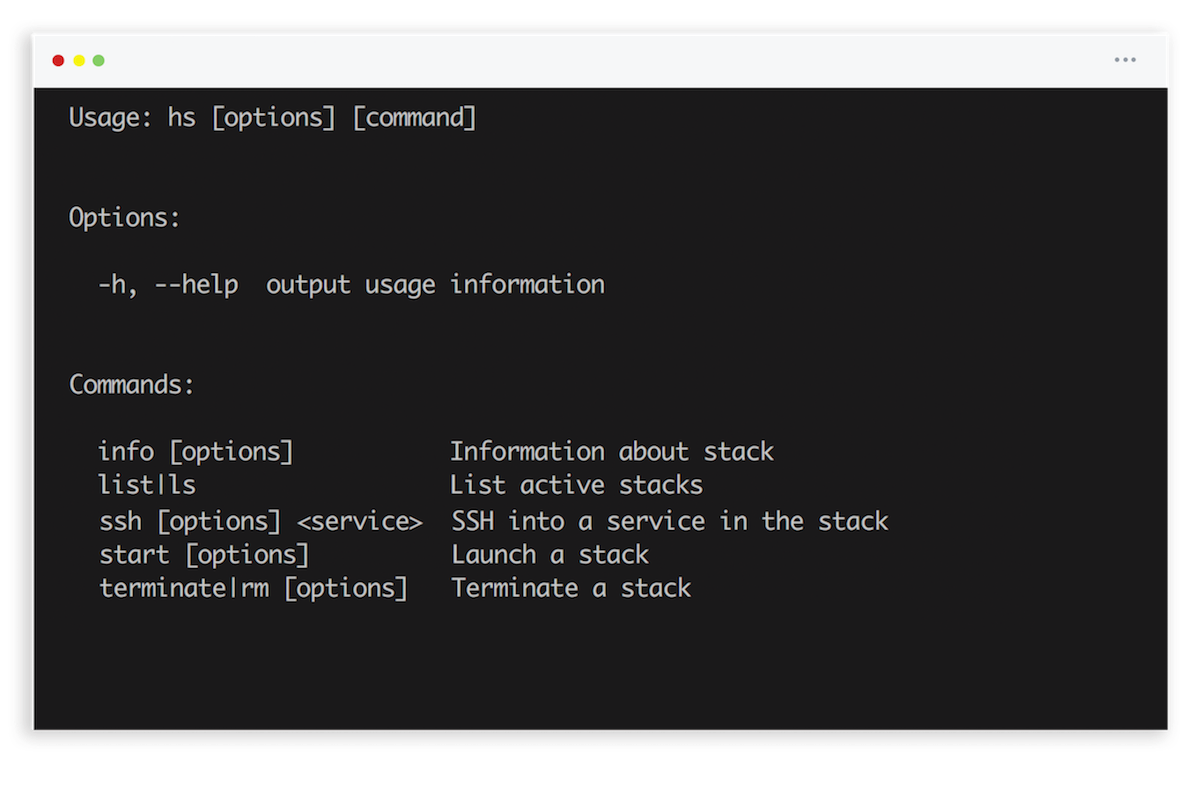 Usage: hs [options] [command]
Options:
-h, --help  output usage information
Commands:
info [options]           Information about stack
list|ls                  List active stacks
ssh [options] <service>  SSH into a service in the stack
start [options]          Launch a stack
terminate|rm [options]   Terminate a stack